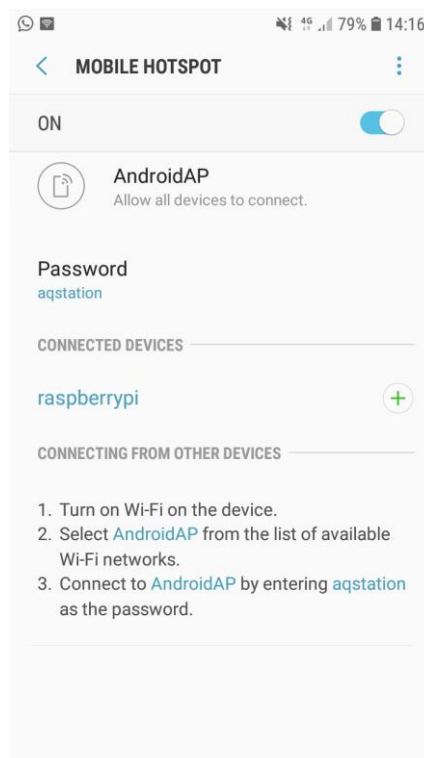 4G 79% 14:16
MOBILE HOTSPOT
ON
AndroidAP
Allow all devices to connect.
Password
aqstation
CONNECTED DEVICES
raspberrypi
CONNECTING FROM OTHER DEVICES
1. Turn on Wi-Fi on the device.
2. Select AndroidAP from the list of available
Wi-Fi networks.
3. Connect to AndroidAP by entering aqstation
as the password.